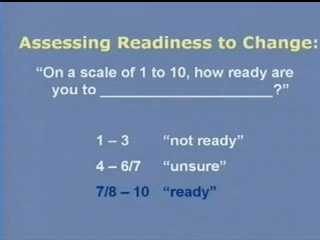 Assessing Readiness to Change:
“On a scale of 1 to 10, how ready are
you to ____________________?”
1 – 3 “not ready”
4 – 6/7 “unsure”
7/8 – 10 “ready”